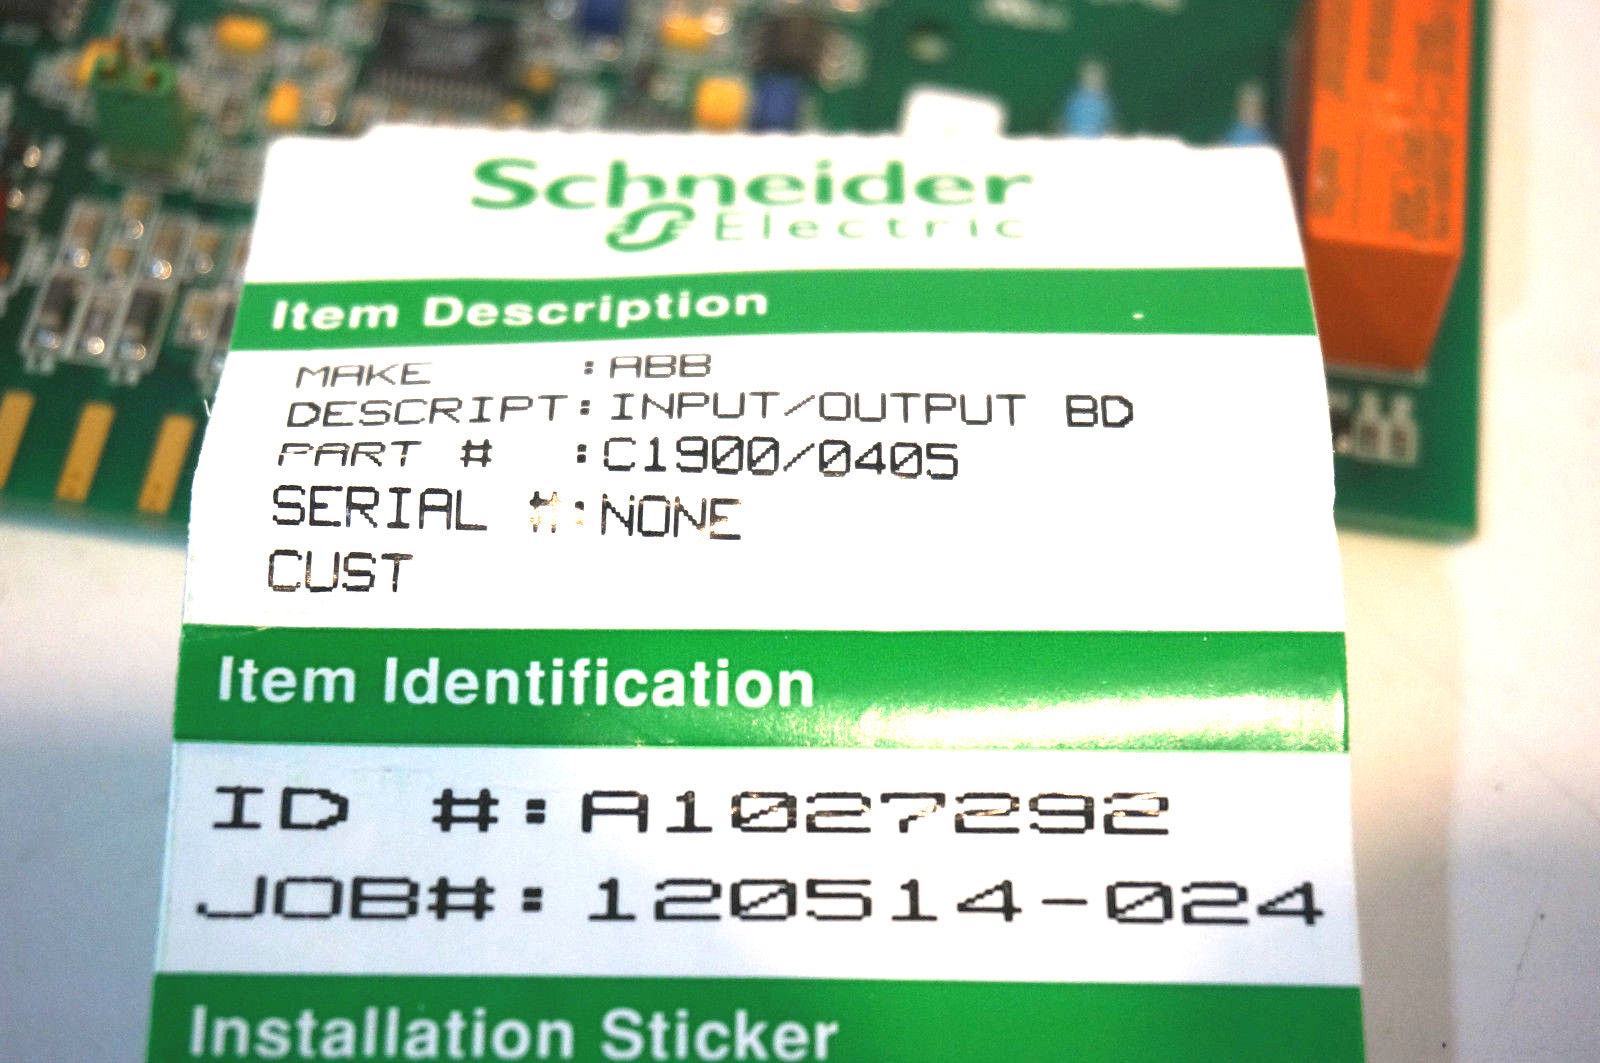 Schneider
Electric
Item Description
MAKE :ABB
DESCRIPT:INPUT/OUTPUT BD
PART # :C1900/0405
SERIAL #:NONE
CUST
Item Identification
ID #:A1027292
JOB#:120514-024
Installation Sticker